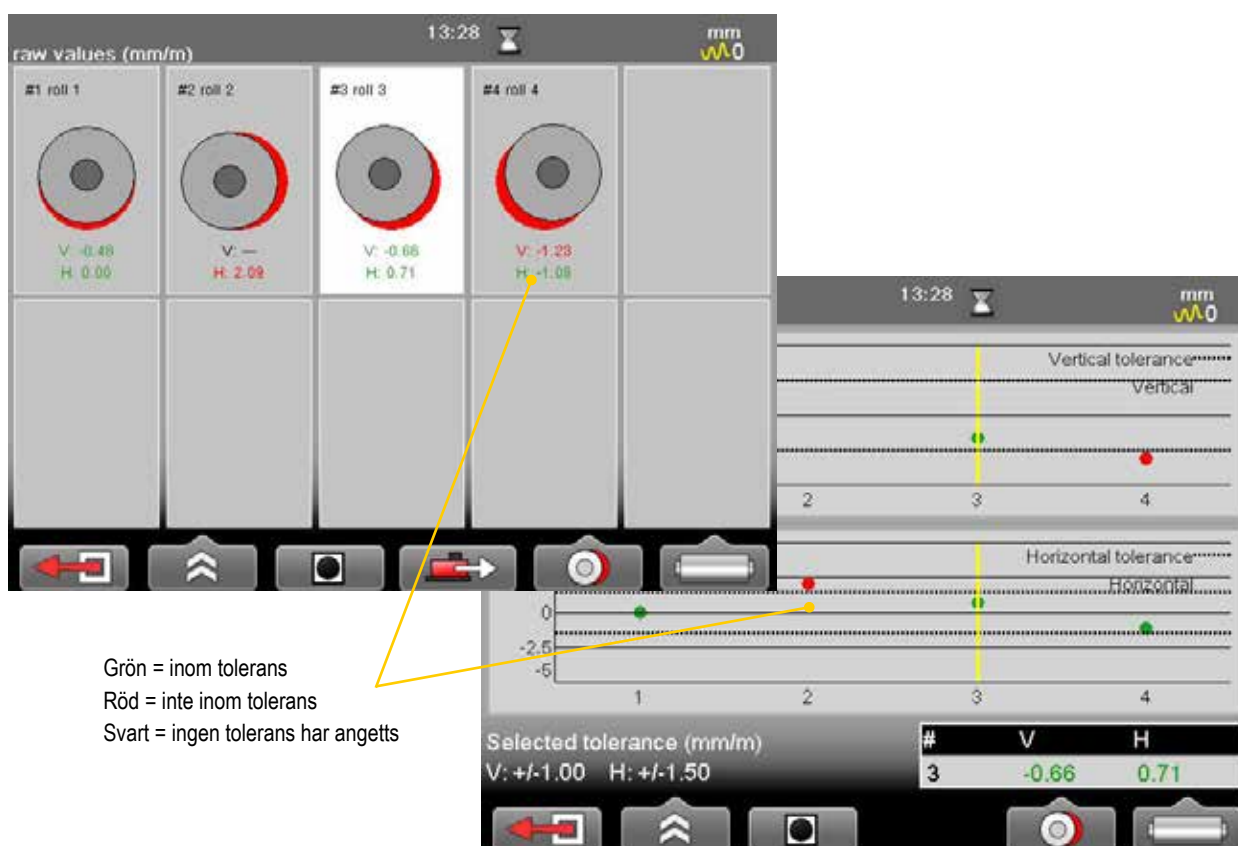 13:28
mm
raw values (mm/m)
0
#1 roll 1
#2 roll 2
#3 roll 3
#4 roll 4
V: -0.48
V: ---
V: -0.66
V: -1.23
H: 0.00
H: 2.09
H: 0.71
H: -1.09
13:28
mm
0
Vertical tolerance
Vertical
2
3
4
Horizontal tolerance
Horizontal
0
-2.5
-5
1
2
3
4
Grön = inom tolerans
Röd = inte inom tolerans
Svart = ingen tolerans har angetts
Selected tolerance (mm/m)
V: +/-1.00 H: +/-1.50
# V H
3 -0.66 0.71